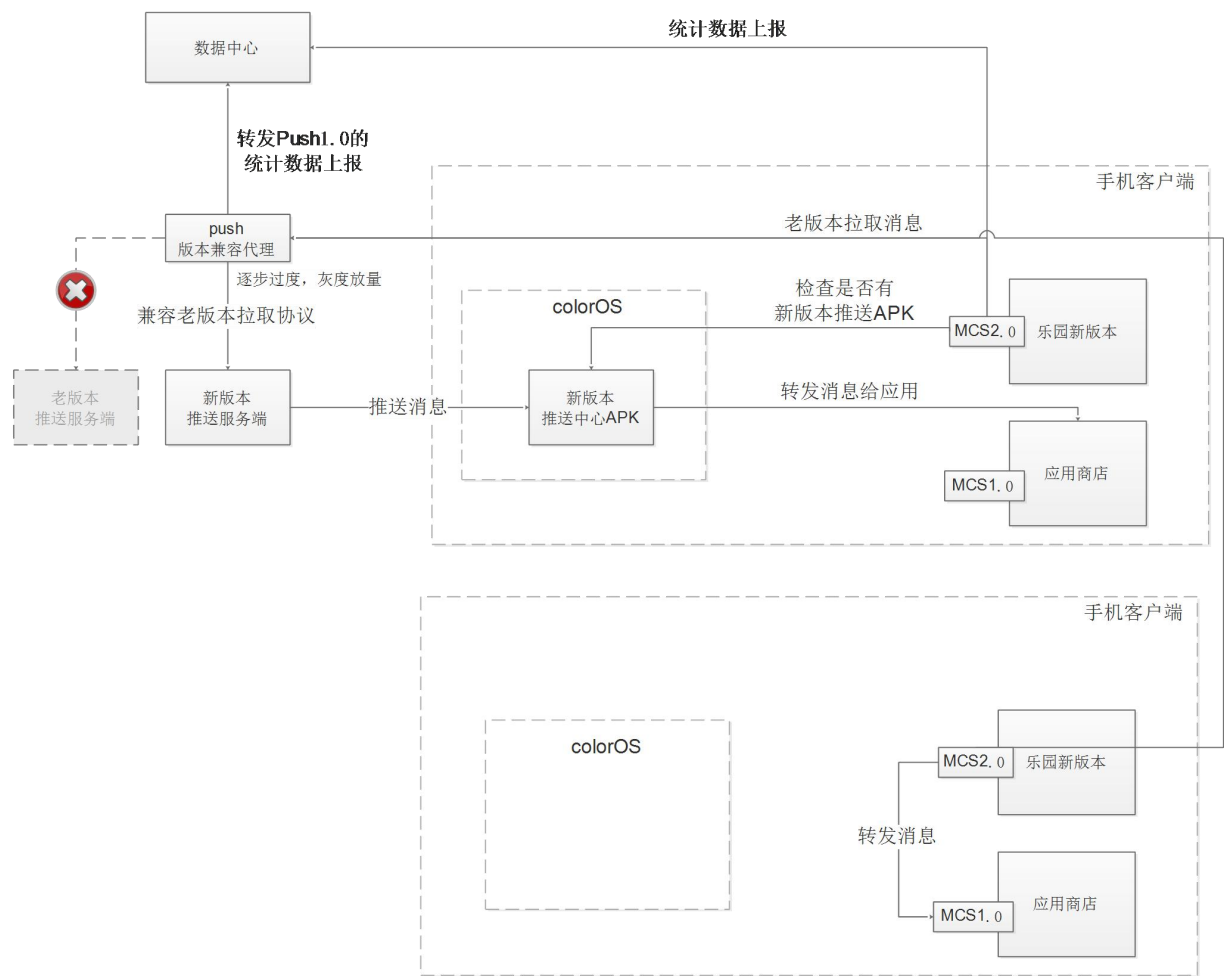 统计数据上报
数据中心
转发Push1.0的
统计数据上报
手机客户端
push
版本兼容代理
老版本拉取消息
逐步过度，灰度放量
兼容老版本拉取协议
colorOS
检查是否有
新版本推送APK
MCS2.0
乐园新版本
老版本
推送服务端
新版本
推送服务端
推送消息
新版本
推送中心APK
转发消息给应用
应用商店
MCS1.0
手机客户端
colorOS
MCS2.0
乐园新版本
转发消息
MCS1.0
应用商店